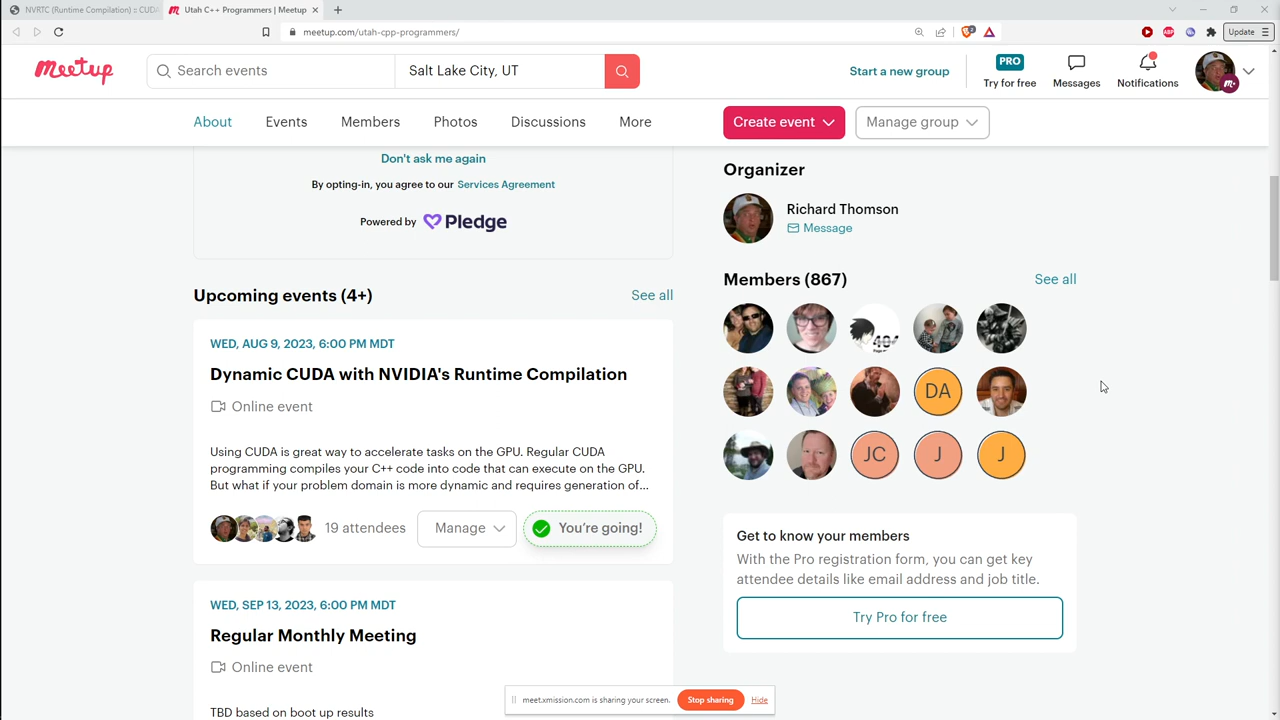 NVRTC (Runtime Compilation) :: CUDA
Utah C++ Programmers | Meetup
meetup.com/utah-cpp-programmers/
Update
Meetup
Search events
Salt Lake City, UT
Start a new group
PRO
Try for free
Messages
Notifications
About
Events
Members
Photos
Discussions
More
Create event
Manage group
Don't ask me again
By opting-in, you agree to our Services Agreement
Powered by Pledge
Organizer
Richard Thomson
Message
Members (867)
See all
404
DA
JC
J
J
Upcoming events (4+)
See all
WED, AUG 9, 2023, 6:00 PM MDT
Dynamic CUDA with NVIDIA's Runtime Compilation
Online event
Using CUDA is great way to accelerate tasks on the GPU. Regular CUDA
programming compiles your C++ code into code that can execute on the GPU.
But what if your problem domain is more dynamic and requires generation of...
19 attendees
Manage
You're going!
WED, SEP 13, 2023, 6:00 PM MDT
Regular Monthly Meeting
Online event
TBD based on boot up results
Get to know your members
With the Pro registration form, you can get key
attendee details like email address and job title.
Try Pro for free
meet.xmission.com is sharing your screen.
Stop sharing
Hide